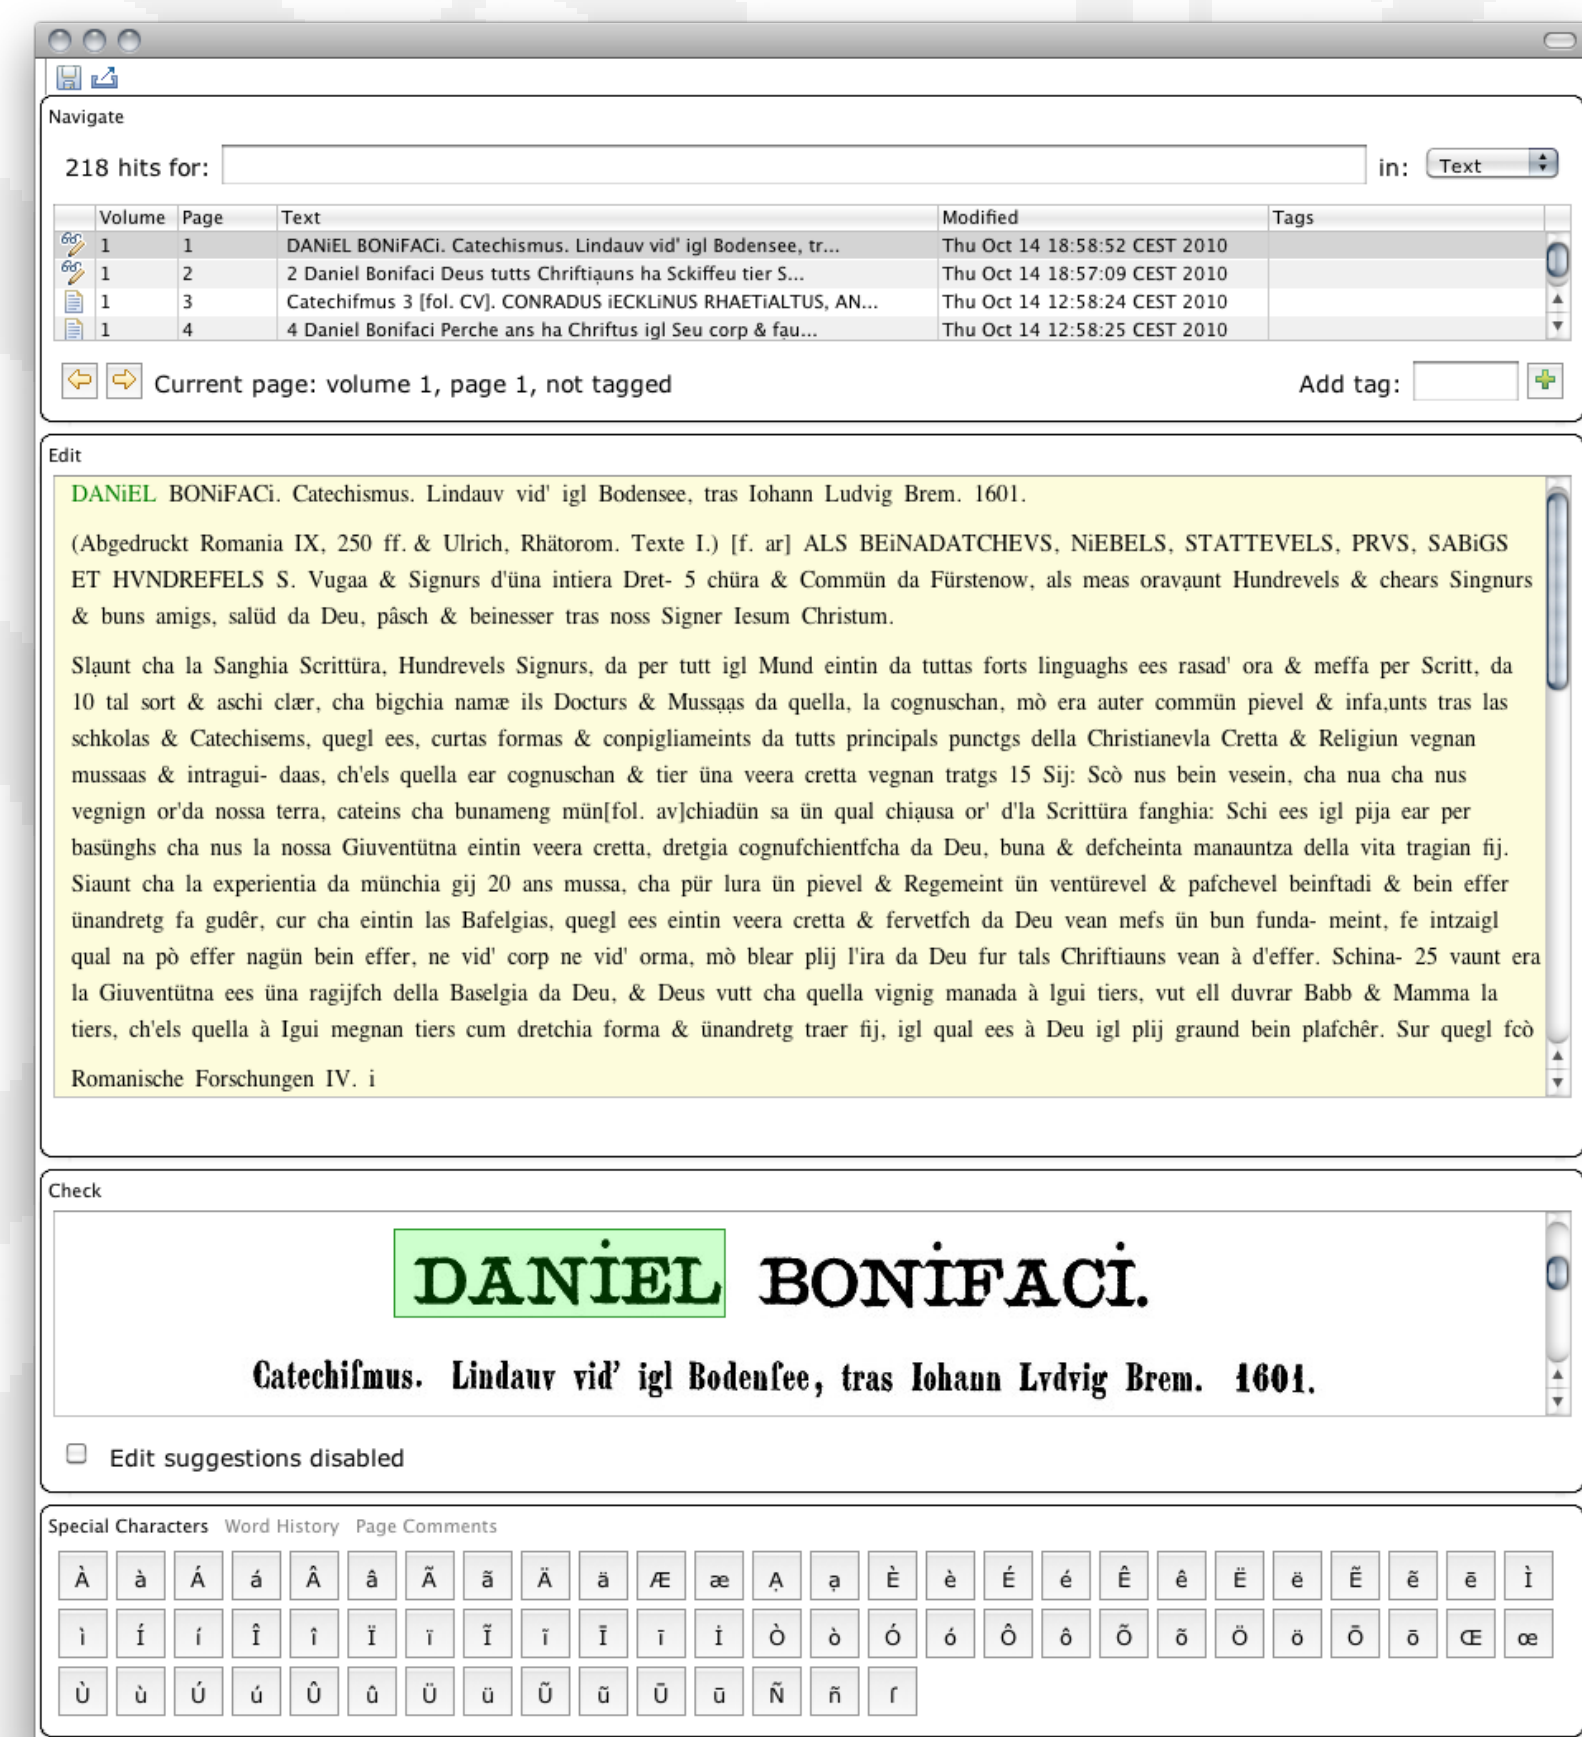 Navigate
218 hits for: in: Text
Volume Page Text Modified Tags
1 1 DANiEL BONiFACi. Catechismus. Lindauv vid' igl Bodensee, tr... Thu Oct 14 18:58:52 CEST 2010
1 2 2 Daniel Bonifaci Deus tutts Chriftiạuns ha Sckiffeu tier S... Thu Oct 14 18:57:09 CEST 2010
1 3 Catechifmus 3 [fol. CV]. CONRADUS iECKLiNUS RHAETiALTUS, AN... Thu Oct 14 12:58:24 CEST 2010
1 4 4 Daniel Bonifaci Perche ans ha Chriftus igl Seu corp & fạu... Thu Oct 14 12:58:25 CEST 2010
Current page: volume 1, page 1, not tagged Add tag:
Edit
DANiEL BONiFACi. Catechismus. Lindauv vid' igl Bodensee, tras Iohann Ludvig Brem. 1601.
(Abgedruckt Romania IX, 250 ff. & Ulrich, Rhätorom. Texte I.) [f. ar] ALS BEiNADATCHEVS, NiEBELS, STATTEVELS, PRVS, SABiGS
ET HVNDREFELS S. Vugaa & Signurs d'üna intiera Dret- 5 chüra & Commün da Fürstenow, als meas oravạunt Hundrevels & chears Singnurs
& buns amigs, salüd da Deu, pâsch & beinesser tras noss Signer Iesum Christum.
Slạunt cha la Sanghia Scrittüra, Hundrevels Signurs, da per tutt igl Mund eintin da tuttas forts linguaghs ees rasad' ora & meffa per Scritt, da
10 tal sort & aschi clær, cha bigchia namæ ils Docturs & Mussạạs da quella, la cognuschan, mò era auter commün pievel & infa,unts tras las
schkolas & Catechisems, quegl ees, curtas formas & conpigliameints da tutts principals punctgs della Christianevla Cretta & Religiun vegnan
mussaas & intragui- daas, ch'els quella ear cognuschan & tier üna veera cretta vegnan tratgs 15 Sij: Scò nus bein vesein, cha nua cha nus
vegnign or'da nossa terra, cateins cha bunameng mün[fol. av]chiadün sa ün qual chiạusa or' d'la Scrittüra fanghia: Schi ees igl pija ear per
basünghs cha nus la nossa Giuventütna eintin veera cretta, dretgia cognufchientfcha da Deu, buna & defcheinta manauntza della vita tragian fij.
Siaunt cha la experientia da münchia gij 20 ans mussa, cha pür lura ün pievel & Regemeint ün ventürevel & pafchevel beinftadi & bein effer
ünandretg fa gudêr, cur cha eintin las Bafelgias, quegl ees eintin veera cretta & fervetfch da Deu vean mefs ün bun funda- meint, fe intzaigl
qual na pò effer nagün bein effer, ne vid' corp ne vid' orma, mò blear plij l'ira da Deu fur tals Chriftiauns vean à d'effer. Schina- 25 vaunt era
la Giuventütna ees üna ragijfch della Baselgia da Deu, & Deus vutt cha quella vignig manada à lgui tiers, vut ell duvrar Babb & Mamma la
tiers, ch'els quella à Igui megnan tiers cum dretchia forma & ünandretg traer fij, igl qual ees à Deu igl plij graund bein plafchêr. Sur quegl fcò
Romanische Forschungen IV. i
Check
DANİEL BONİFACİ.
Catechiſmus. Lindauv vid' igl Bodenſee, tras Iohann Lvdvig Brem. 1601.
Edit suggestions disabled
Special Characters Word History Page Comments
À à Á á Â â Ã ã Ä ä Æ æ Ạ ạ È è É é Ê ê Ë ë Ẽ ẽ ē Ì
ì Í í Î î Ï ï Ĩ ĩ Ī ī İ Ò ò Ó ó Ô ô Õ õ Ö ö Ō ō Œ œ
Ù ù Ú ú Û û Ü ü Ũ ũ Ū ū Ñ ñ ſ